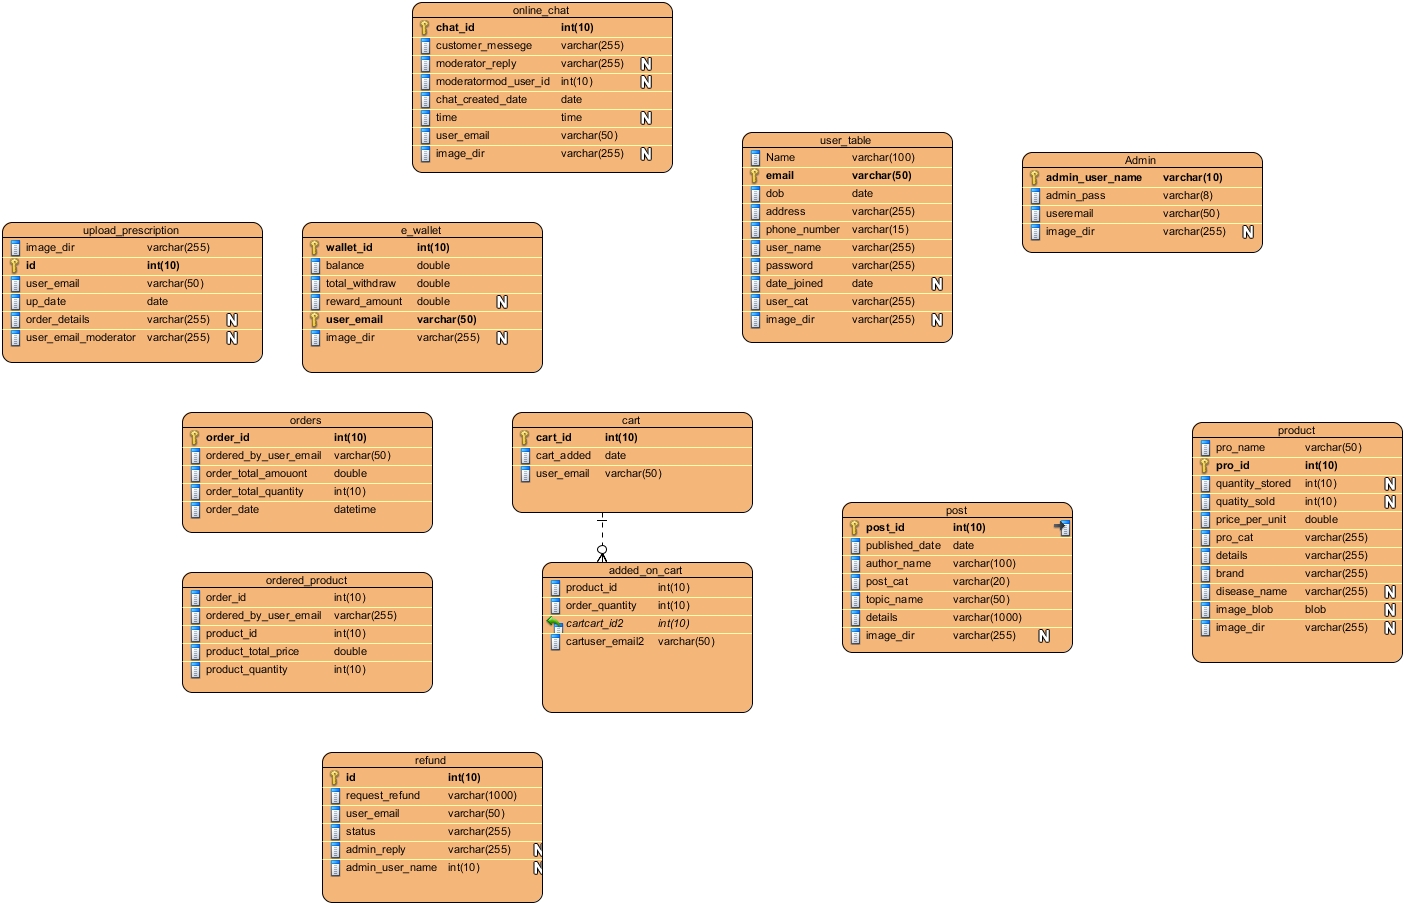 online_chat
chat_id int(10)
customer_messege varchar(255)
moderator_reply varchar(255) N
moderatormod_user_id int(10) N
chat_created_date date
time time N
user_email varchar(50)
image_dir varchar(255) N
user_table
Name varchar(100)
email varchar(50)
dob date
address varchar(255)
phone_number varchar(15)
user_name varchar(255)
password varchar(255)
date_joined date N
user_cat varchar(255)
image_dir varchar(255) N
Admin
admin_user_name varchar(10)
admin_pass varchar(8)
useremail varchar(50)
image_dir varchar(255) N
upload_prescription
image_dir varchar(255)
id int(10)
user_email varchar(50)
up_date date
order_details varchar(255) N
user_email_moderator varchar(255) N
e_wallet
wallet_id int(10)
balance double
total_withdraw double
reward_amount double N
user_email varchar(50)
image_dir varchar(255) N
orders
order_id int(10)
ordered_by_user_email varchar(50)
order_total_amouunt double
order_total_quantity int(10)
order_date datetime
cart
cart_id int(10)
cart_added date
user_email varchar(50)
product
pro_name varchar(50)
pro_id int(10)
quantity_stored int(10) N
quatity_sold int(10) N
price_per_unit double
pro_cat varchar(255)
details varchar(255)
brand varchar(255)
disease_name varchar(255) N
image_blob blob N
image_dir varchar(255) N
post
post_id int(10)
published_date date
author_name varchar(100)
post_cat varchar(20)
topic_name varchar(50)
details varchar(1000)
image_dir varchar(255) N
ordered_product
order_id int(10)
ordered_by_user_email varchar(255)
product_id int(10)
product_total_price double
product_quantity int(10)
added_on_cart
product_id int(10)
order_quantity int(10)
cartcart_id2 int(10)
cartuser_email2 varchar(50)
refund
id int(10)
request_refund varchar(1000)
user_email varchar(50)
status varchar(255)
admin_reply varchar(255) N
admin_user_name int(10) N